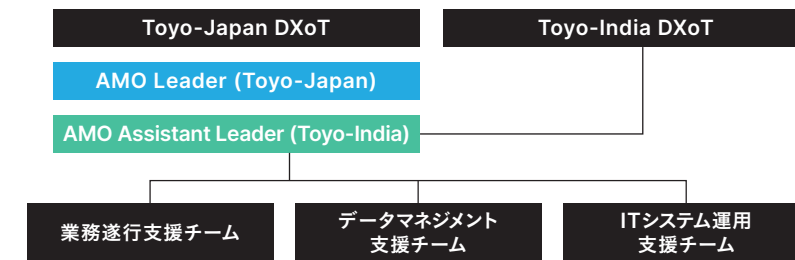 Toyo-Japan DXoT
Toyo-India DXoT
AMO Leader (Toyo-Japan)
AMO Assistant Leader (Toyo-India)
業務遂行支援チーム
データマネジメント
支援チーム
ITシステム運用
支援チーム